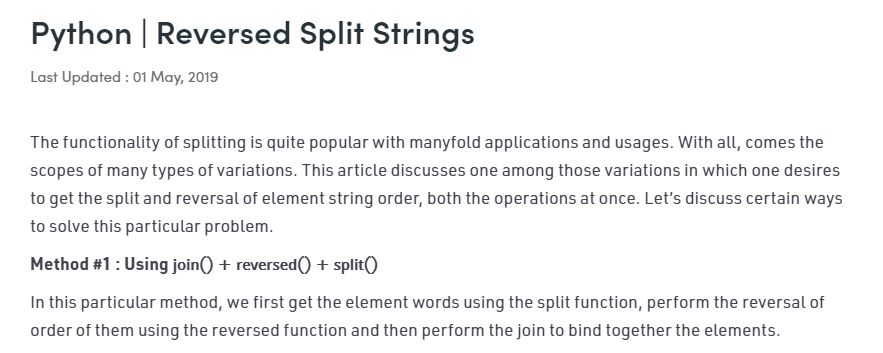 Python | Reversed Split Strings
Last Updated : 01 May, 2019
The functionality of splitting is quite popular with manyfold applications and usages. With all, comes the
scopes of many types of variations. This article discusses one among those variations in which one desires
to get the split and reversal of element string order, both the operations at once. Let’s discuss certain ways
to solve this particular problem.
Method #1 : Using join() + reversed() + split()
In this particular method, we first get the element words using the split function, perform the reversal of
order of them using the reversed function and then perform the join to bind together the elements.